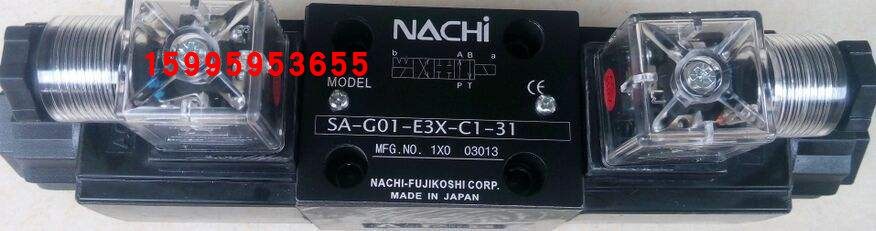 NACHi
15995953655
b A B a
P T
MODEL
CE
SA-G01-E3X-C1-31
MFG.NO. 1X0 03013
NACHI-FUJIKOSHI CORP.
MADE IN JAPAN